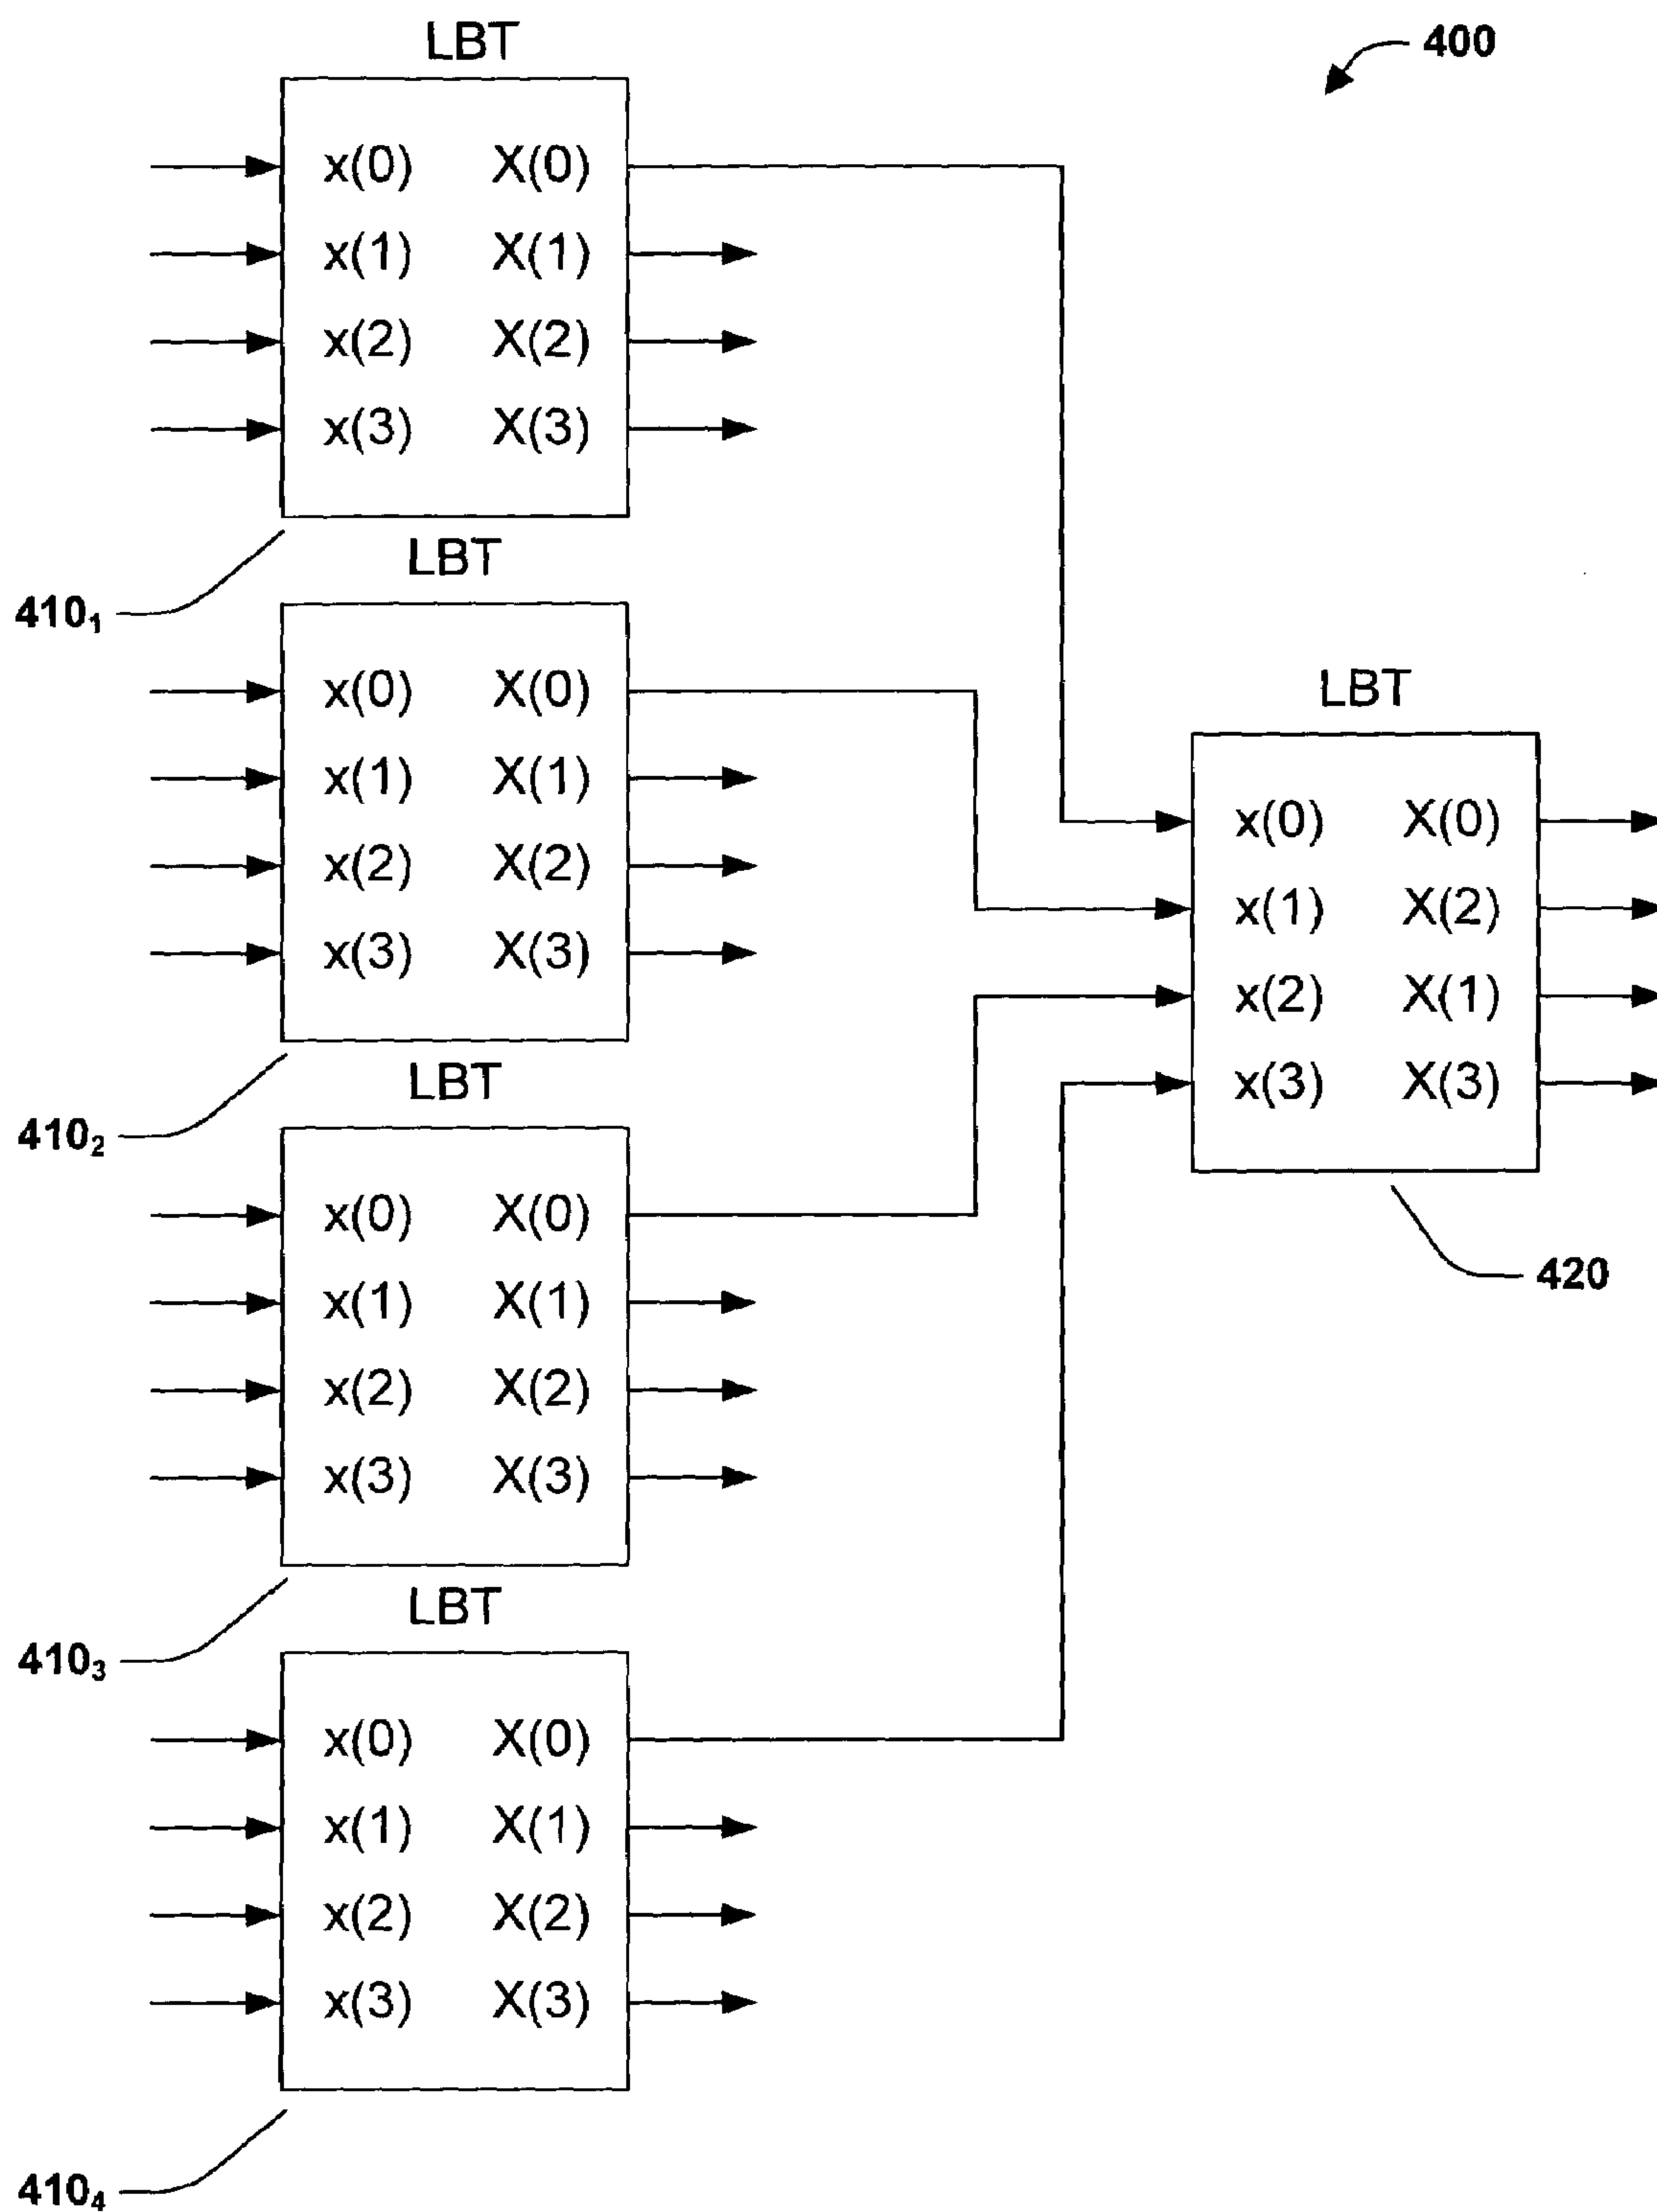 LBT
400
x(0) X(0)
x(1) X(1)
x(2) X(2)
x(3) X(3)
410₁
LBT
x(0) X(0)
x(1) X(1)
x(2) X(2)
x(3) X(3)
410₂
LBT
x(0) X(0)
x(1) X(2)
x(2) X(1)
x(3) X(3)
420
LBT
x(0) X(0)
x(1) X(1)
x(2) X(2)
x(3) X(3)
410₃
LBT
x(0) X(0)
x(1) X(1)
x(2) X(2)
x(3) X(3)
410₄